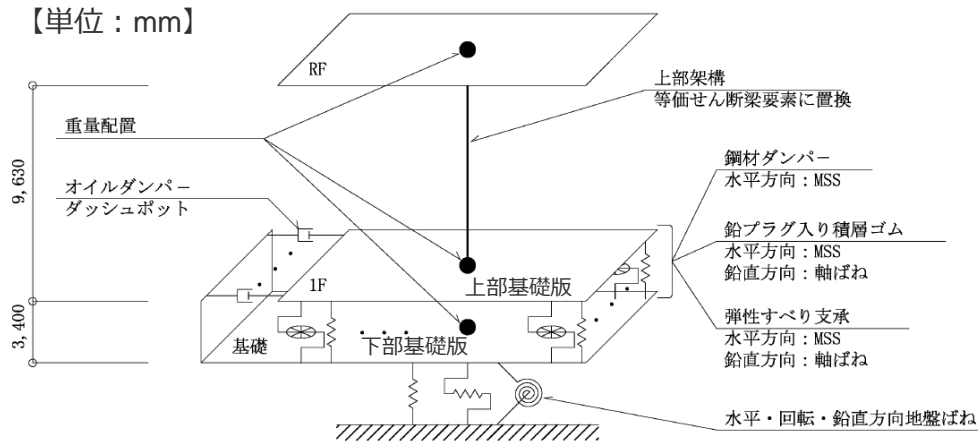 【単位：mm】
RF
上部架構
等価せん断梁要素に置換
重量配置
9,630
鋼材ダンパー
水平方向：MSS
オイルダンパー
ダッシュポット
鉛プラグ入り積層ゴム
水平方向：MSS
鉛直方向：軸ばね
1F
上部基礎版
3,400
弾性すべり支承
水平方向：MSS
鉛直方向：軸ばね
基礎
下部基礎版
水平・回転・鉛直方向地盤ばね